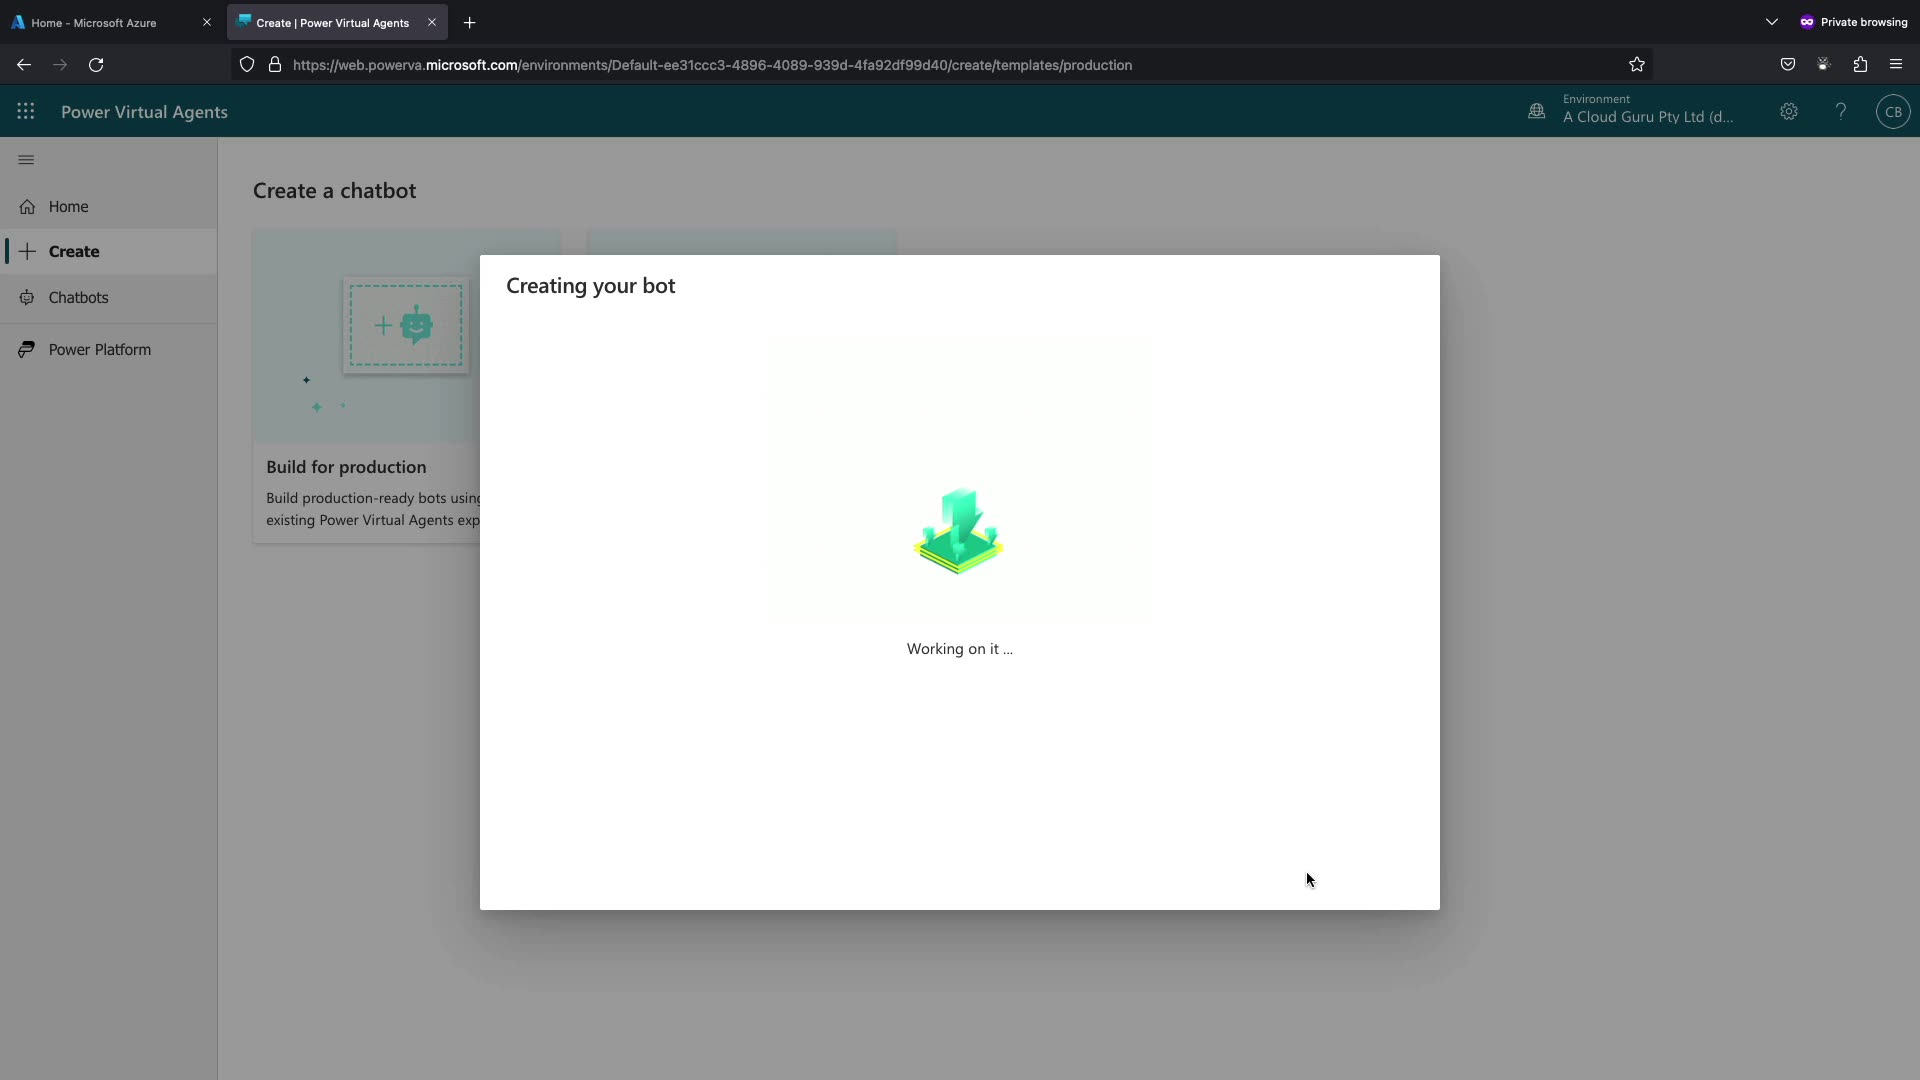 Home - Microsoft Azure
Create | Power Virtual Agents
Private browsing
https://web.powerva.microsoft.com/environments/Default-ee31ccc3-4896-4089-939d-4fa92df99d40/create/templates/production
Power Virtual Agents
Environment
A Cloud Guru Pty Ltd (d...
CB
Home
Create
Chatbots
Power Platform
Create a chatbot
Build for production
Build production-ready bots using
existing Power Virtual Agents exp
Creating your bot
Working on it ...